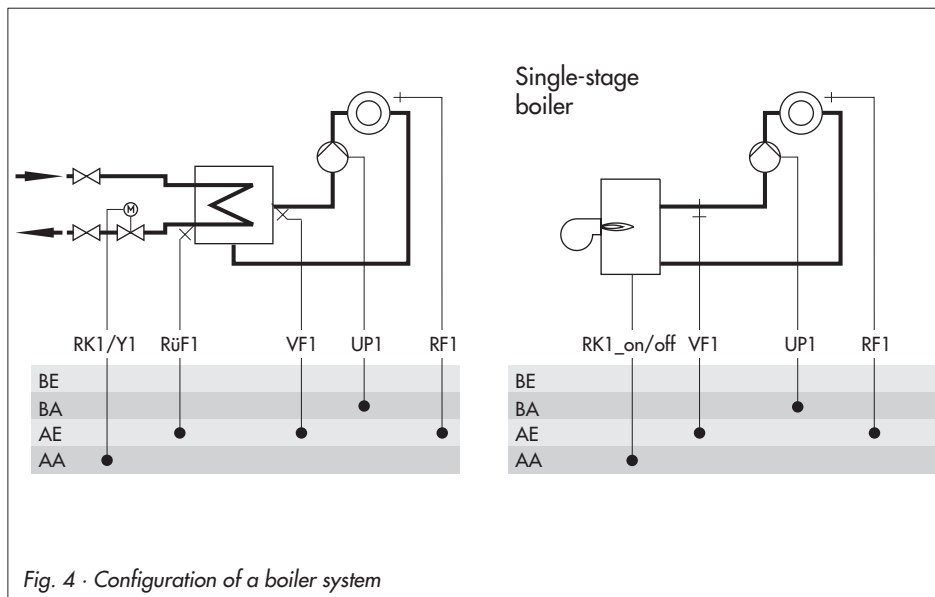 Single-stage
boiler
M
RK1/Y1 RüF1 VF1 UP1 RF1
BE
BA
AE
AA
RK1_on/off VF1 UP1 RF1
BE
BA
AE
AA
Fig. 4 · Configuration of a boiler system